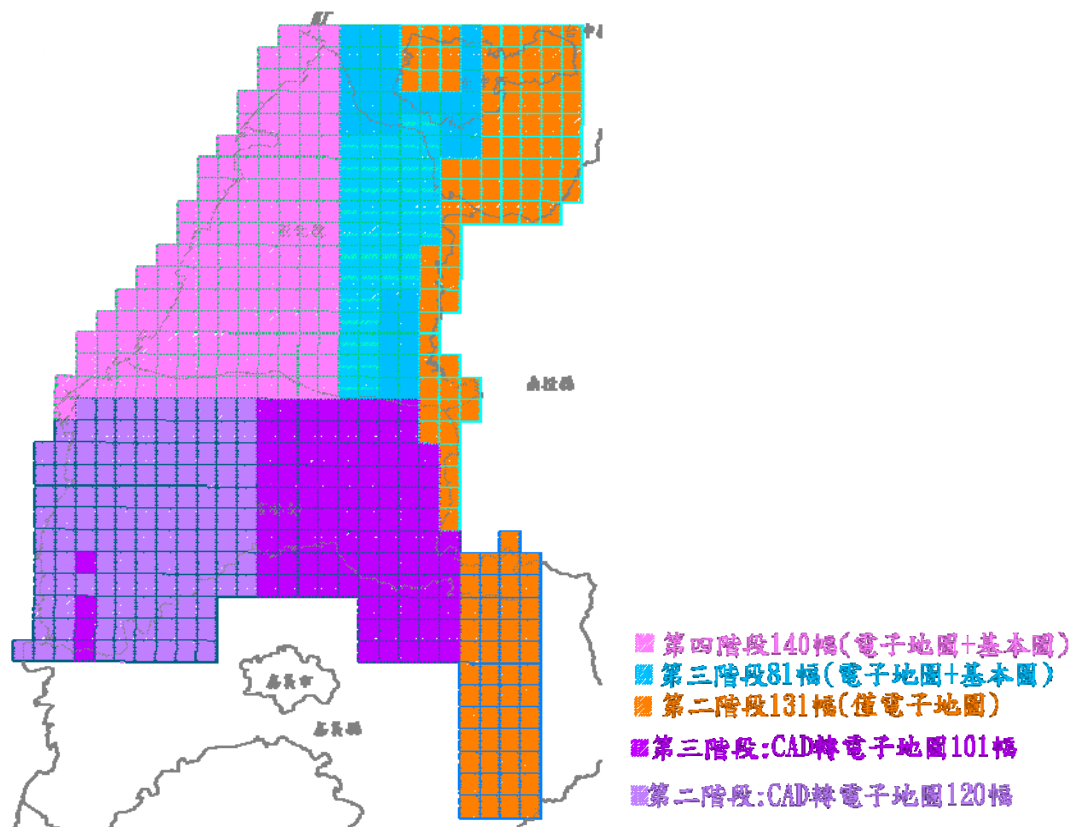 南投縣
嘉義市
嘉義縣
第四階段140幅(電子地圖+基本圖)
第三階段81幅(電子地圖+基本圖)
第二階段131幅(僅電子地圖)
第三階段:CAD轉電子地圖101幅
第二階段:CAD轉電子地圖120幅